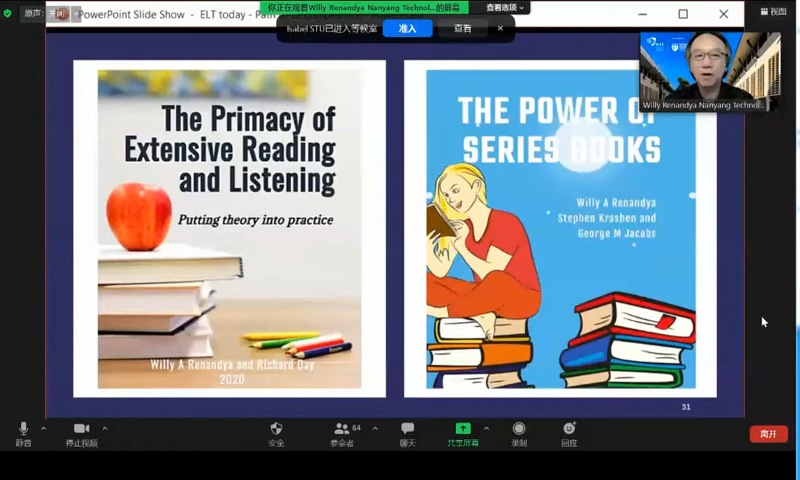 原声: 关闭
PowerPoint Slide Show - ELT today - Pat
你正在观看Willy Renandya Nanyang Technol...的屏幕
查看选项
视图
Isabel STU已进入等候室
准入
查看
The Primacy of
Extensive Reading
and Listening
Putting theory into practice
Willy A Renandya and Richard Day
2020
THE POWER OF
SERIES BOOKS
Willy A Renandya
Stephen Krashen and
George M Jacobs
Willy Renandya Nanyang Technol...
31
静音
停止视频
安全
64
参会者
聊天
共享屏幕
录制
回应
离开